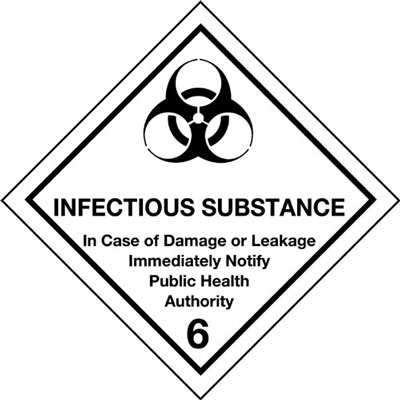 INFECTIOUS SUBSTANCE
In Case of Damage or Leakage
Immediately Notify
Public Health
Authority
6